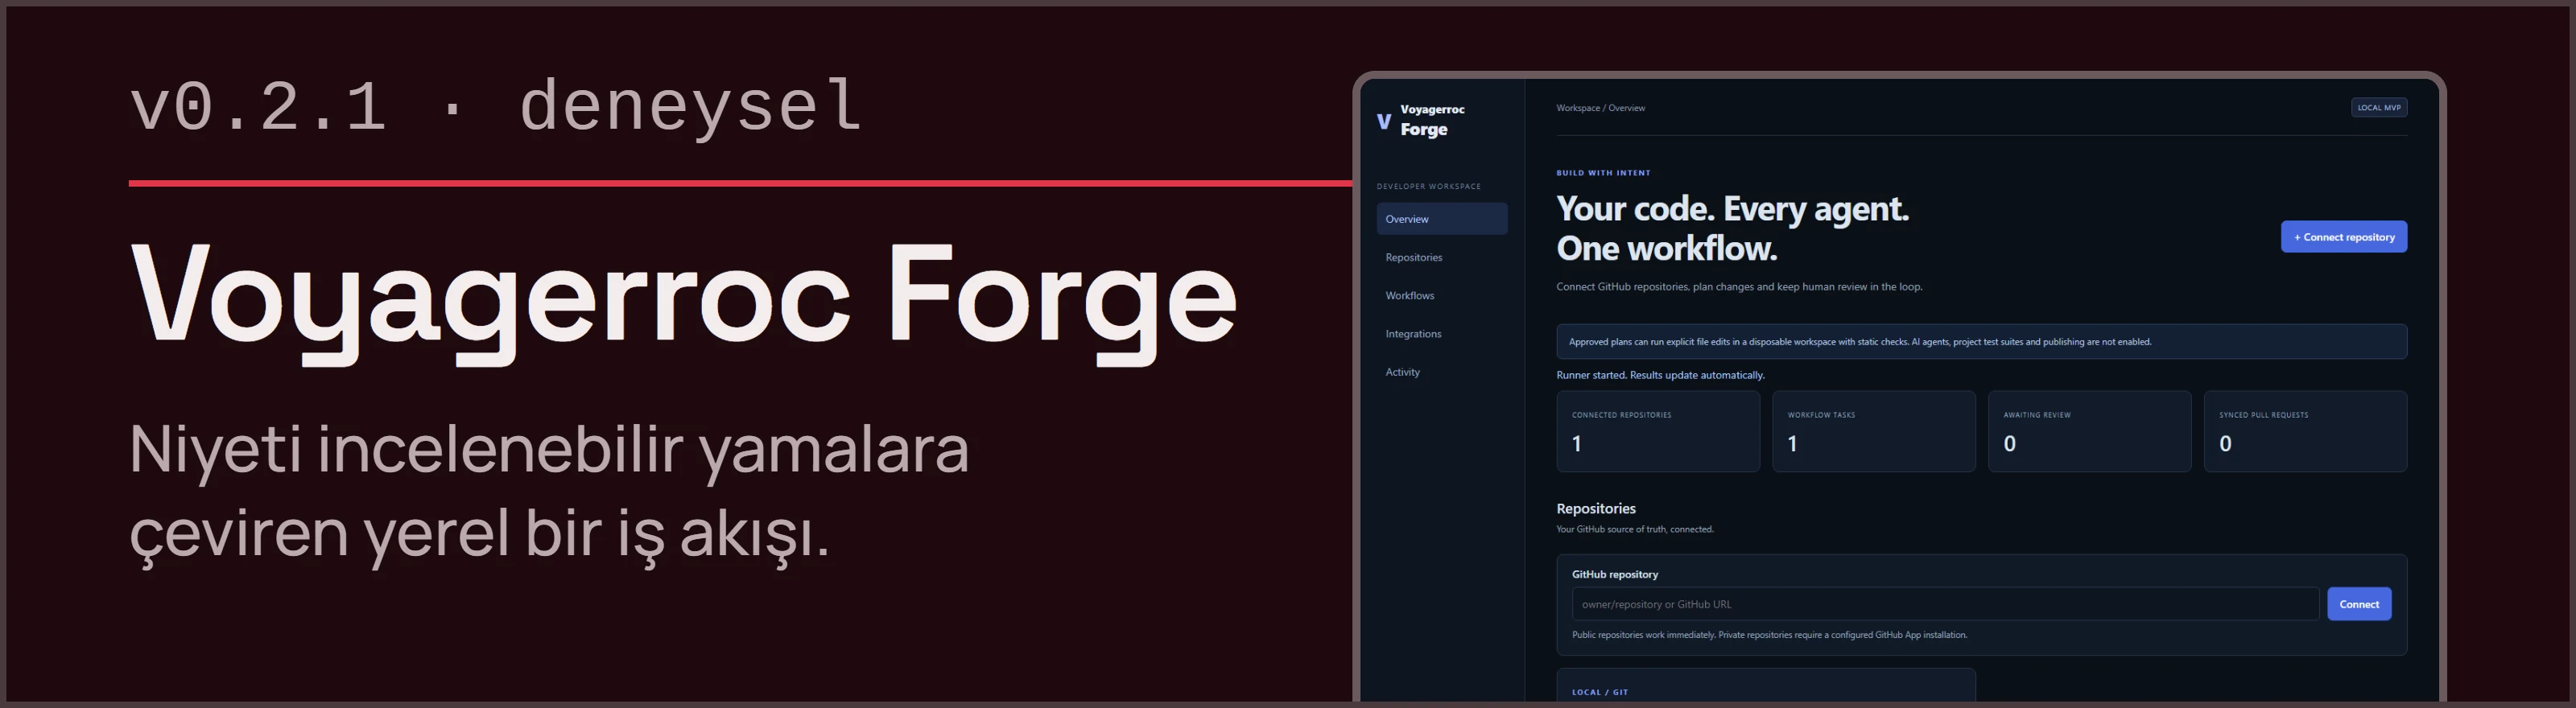 v0.2.1 · deneysel
Voyagerroc Forge
Niyeti incelenebilir yamalara
çeviren yerel bir iş akışı.
V
Voyagerroc
Forge
DEVELOPER WORKSPACE
Overview
Repositories
Workflows
Integrations
Activity
Workspace / Overview
LOCAL MVP
BUILD WITH INTENT
Your code. Every agent.
One workflow.
+ Connect repository
Connect GitHub repositories, plan changes and keep human review in the loop.
Approved plans can run explicit file edits in a disposable workspace with static checks. AI agents, project test suites and publishing are not enabled.
Runner started. Results update automatically.
CONNECTED REPOSITORIES
1
WORKFLOW TASKS
1
AWAITING REVIEW
0
SYNCED PULL REQUESTS
0
Repositories
Your GitHub source of truth, connected.
GitHub repository
owner/repository or GitHub URL
Connect
Public repositories work immediately. Private repositories require a configured GitHub App installation.
LOCAL / GIT